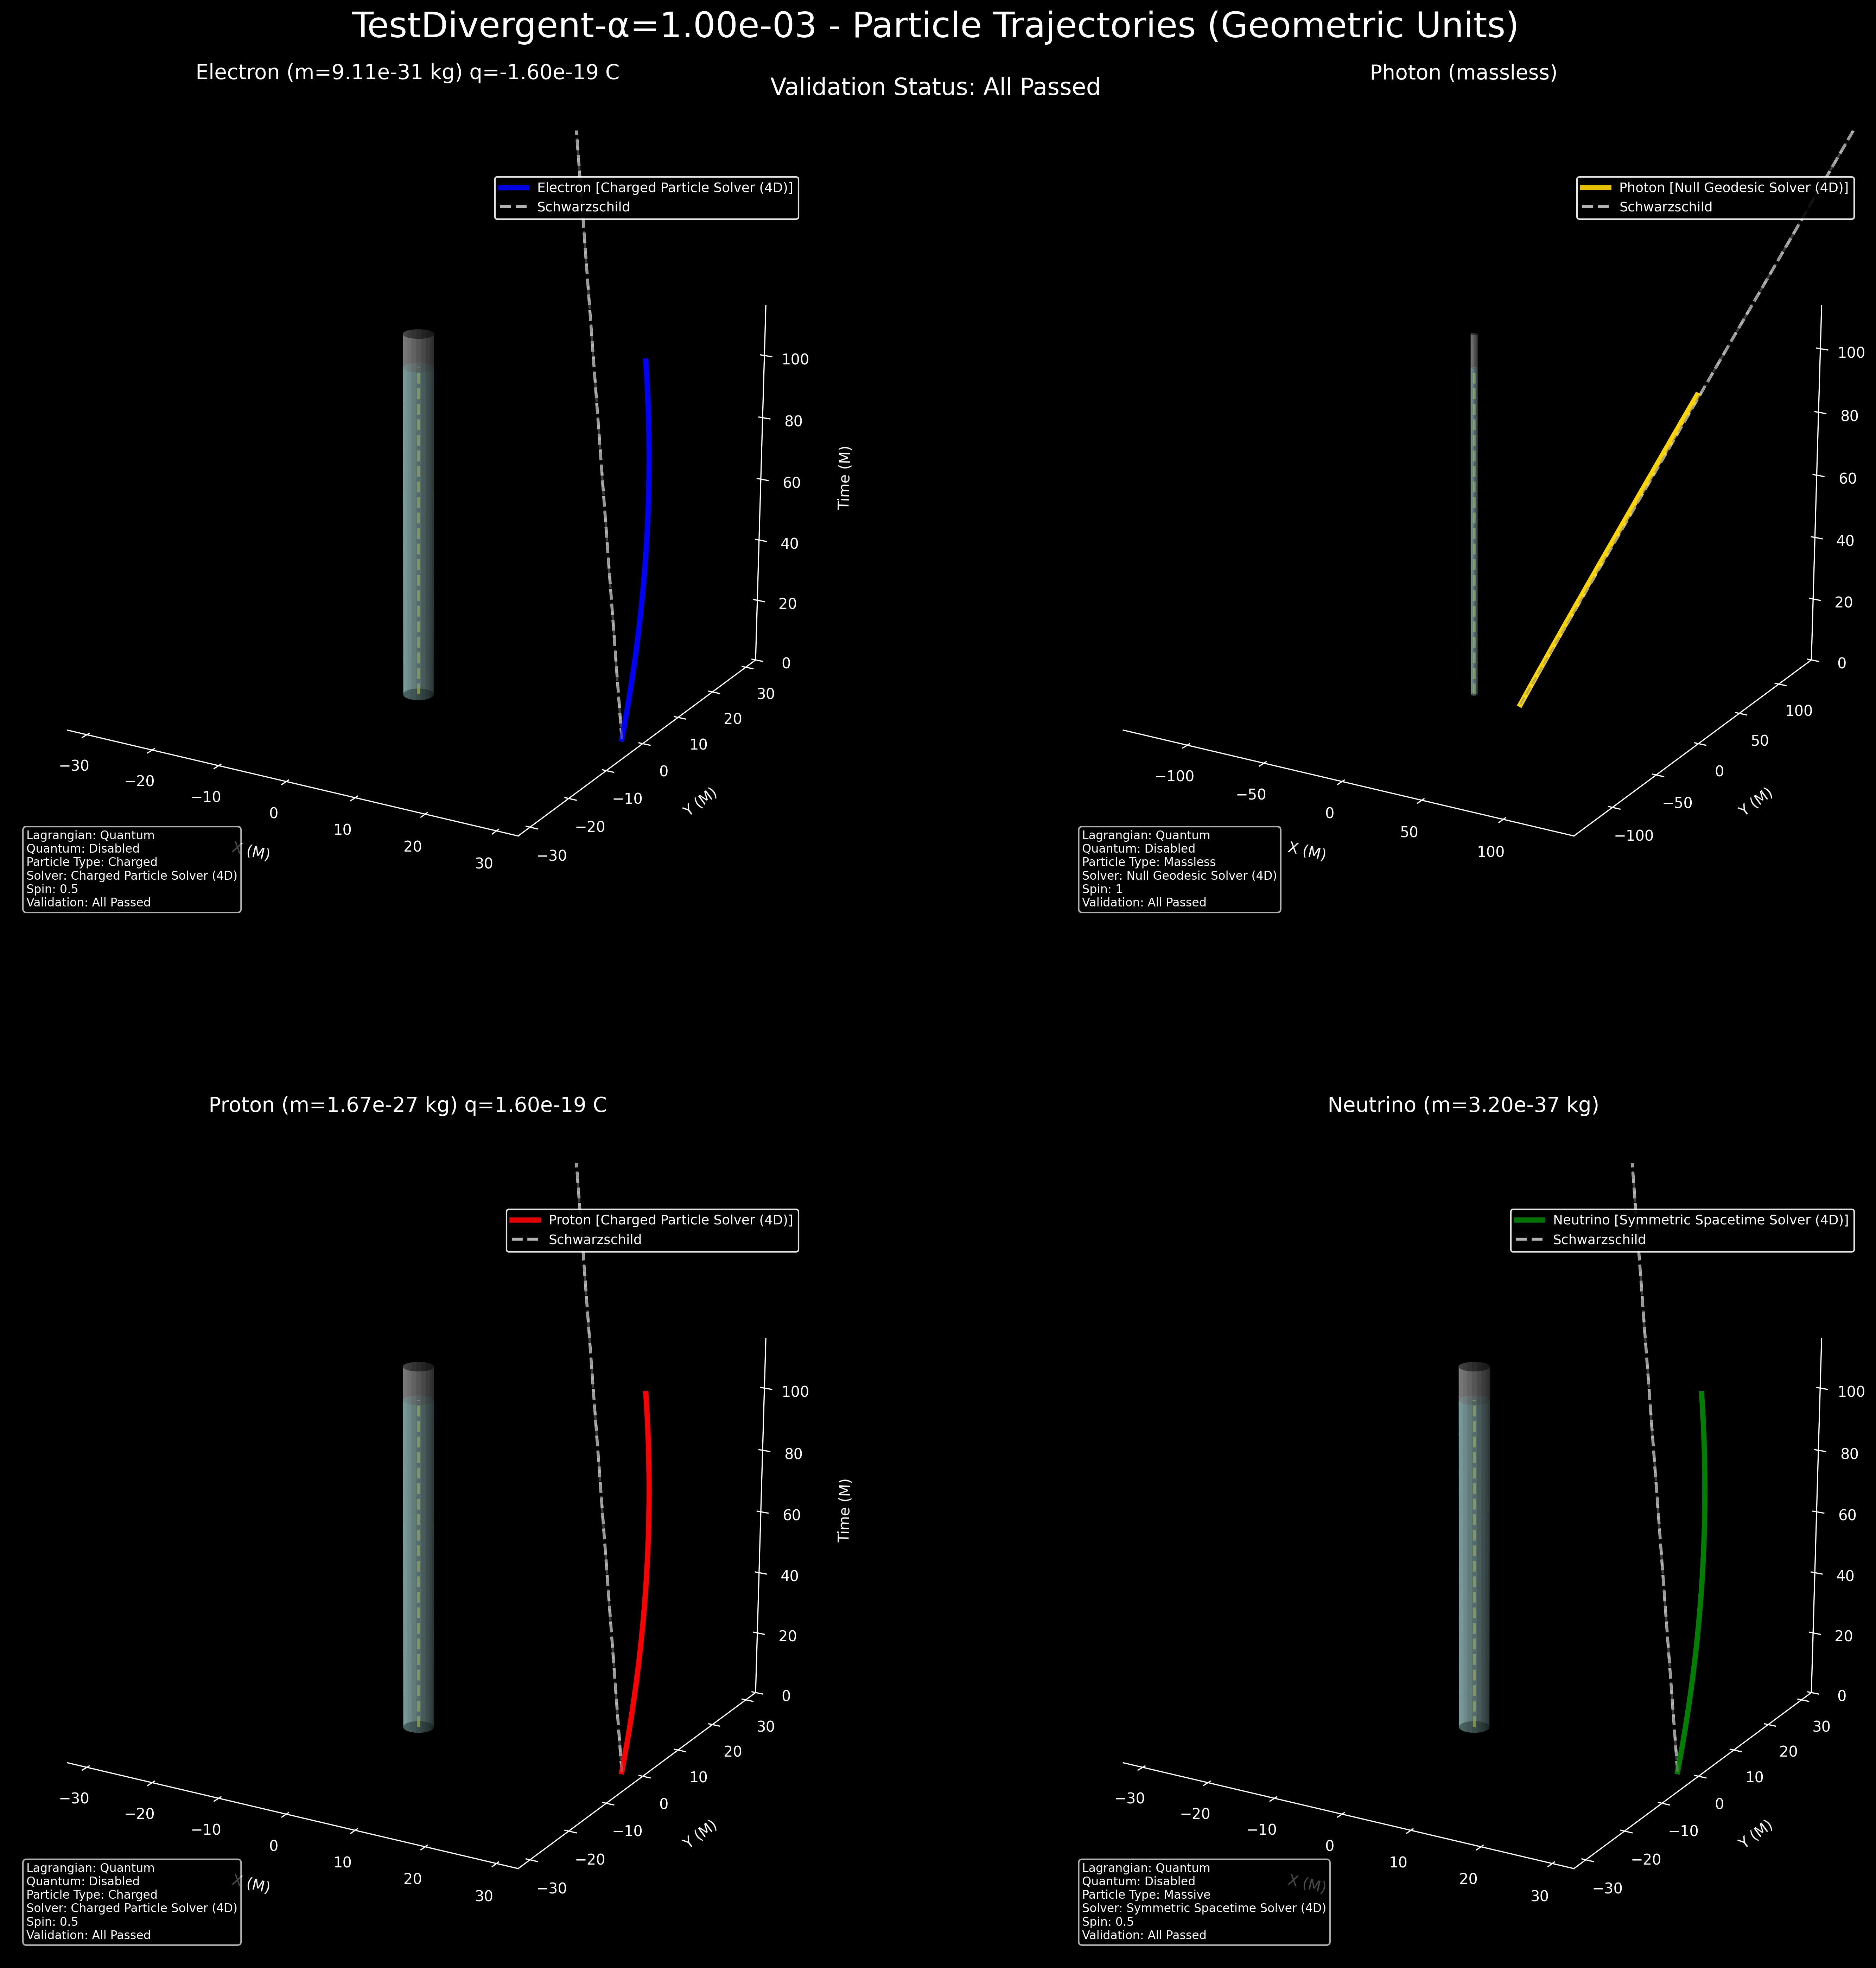 TestDivergent-α=1.00e-03 - Particle Trajectories (Geometric Units)
Validation Status: All Passed
Electron (m=9.11e-31 kg) q=-1.60e-19 C
Electron [Charged Particle Solver (4D)]
Schwarzschild
100
80
60
40
20
0
Time (M)
30
20
10
0
−10
−20
−30
Y (M)
−30
−20
−10
0
10
20
30
X (M)
Lagrangian: Quantum
Quantum: Disabled
Particle Type: Charged
Solver: Charged Particle Solver (4D)
Spin: 0.5
Validation: All Passed
Photon (massless)
Photon [Null Geodesic Solver (4D)]
Schwarzschild
100
80
60
40
20
0
100
50
0
−50
−100
Y (M)
−100
−50
0
50
100
X (M)
Lagrangian: Quantum
Quantum: Disabled
Particle Type: Massless
Solver: Null Geodesic Solver (4D)
Spin: 1
Validation: All Passed
Proton (m=1.67e-27 kg) q=1.60e-19 C
Proton [Charged Particle Solver (4D)]
Schwarzschild
100
80
60
40
20
0
Time (M)
30
20
10
0
−10
−20
−30
Y (M)
−30
−20
−10
0
10
20
30
X (M)
Lagrangian: Quantum
Quantum: Disabled
Particle Type: Charged
Solver: Charged Particle Solver (4D)
Spin: 0.5
Validation: All Passed
Neutrino (m=3.20e-37 kg)
Neutrino [Symmetric Spacetime Solver (4D)]
Schwarzschild
100
80
60
40
20
0
30
20
10
0
−10
−20
−30
Y (M)
−30
−20
−10
0
10
20
30
X (M)
Lagrangian: Quantum
Quantum: Disabled
Particle Type: Massive
Solver: Symmetric Spacetime Solver (4D)
Spin: 0.5
Validation: All Passed